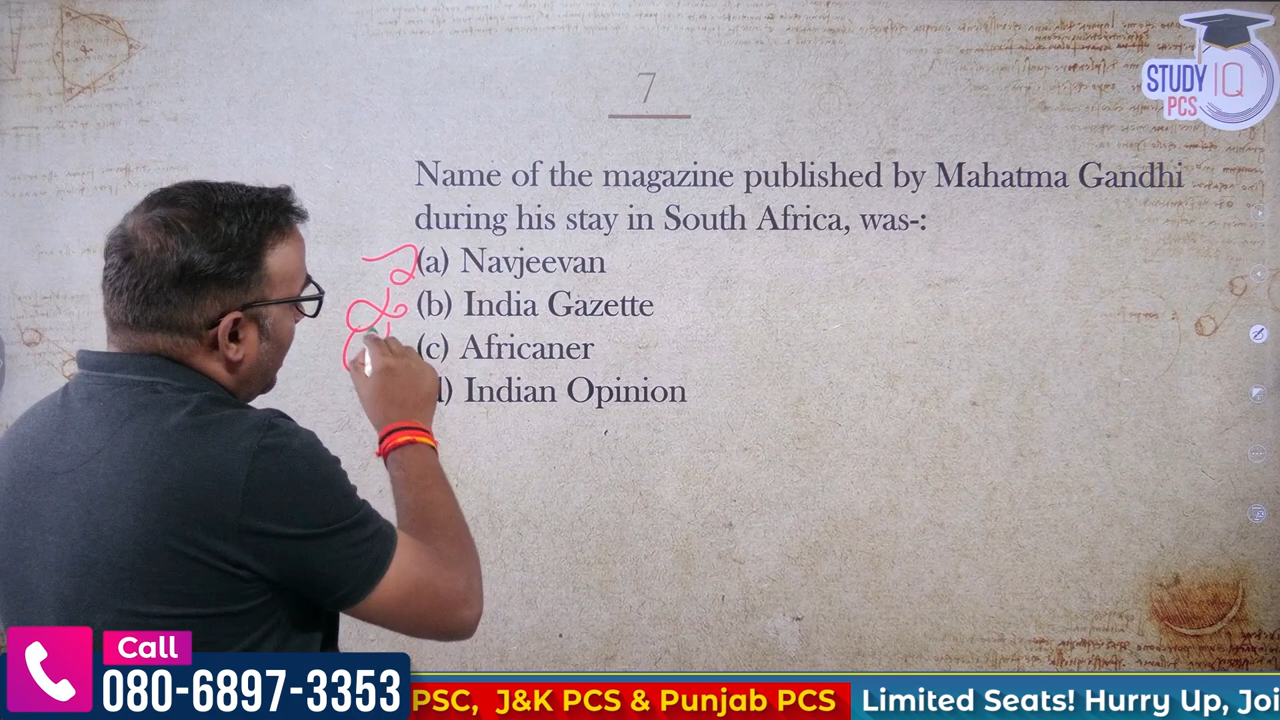 7
STUDY IQ
PCS
Name of the magazine published by Mahatma Gandhi
during his stay in South Africa, was-:
(a) Navjeevan
(b) India Gazette
(c) Africaner
d) Indian Opinion
Call
080-6897-3353
PSC, J&K PCS & Punjab PCS
Limited Seats! Hurry Up, Joi